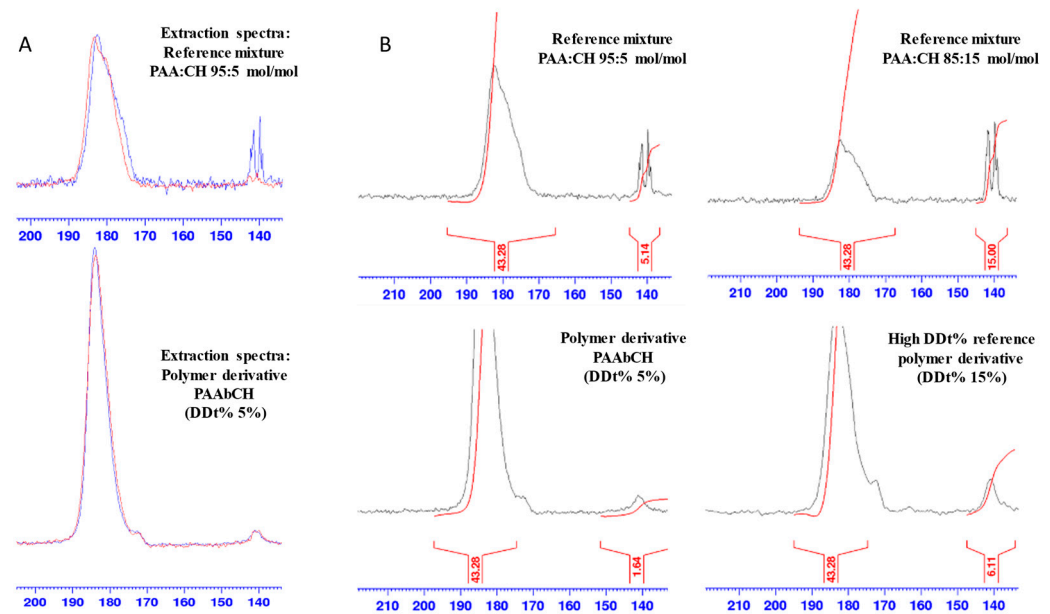 A
Extraction spectra:
Reference mixture
PAA:CH 95:5 mol/mol
200 190 180 170 160 150 140
Extraction spectra:
Polymer derivative
PAAbCH
(DDt% 5%)
200 190 180 170 160 150 140
B
Reference mixture
PAA:CH 95:5 mol/mol
43.28
5.14
210 200 190 180 170 160 150 140
Reference mixture
PAA:CH 85:15 mol/mol
43.28
15.00
210 200 190 180 170 160 150 140
Polymer derivative
PAAbCH
(DDt% 5%)
43.28
1.64
210 200 190 180 170 160 150 140
High DDt% reference
polymer derivative
(DDt% 15%)
43.28
6.11
210 200 190 180 170 160 150 140